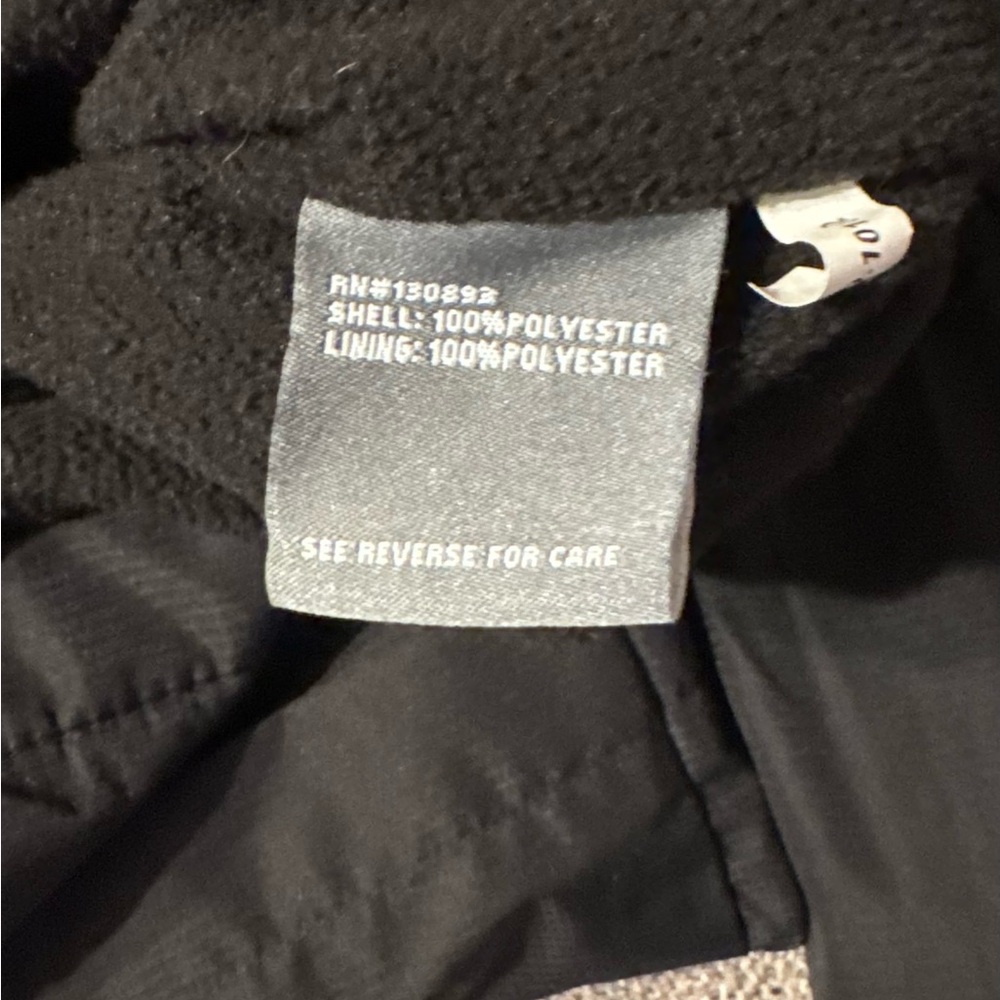 RN#130892
SHELL: 100%POLYESTER
LINING: 100%POLYESTER
SEE REVERSE FOR CARE